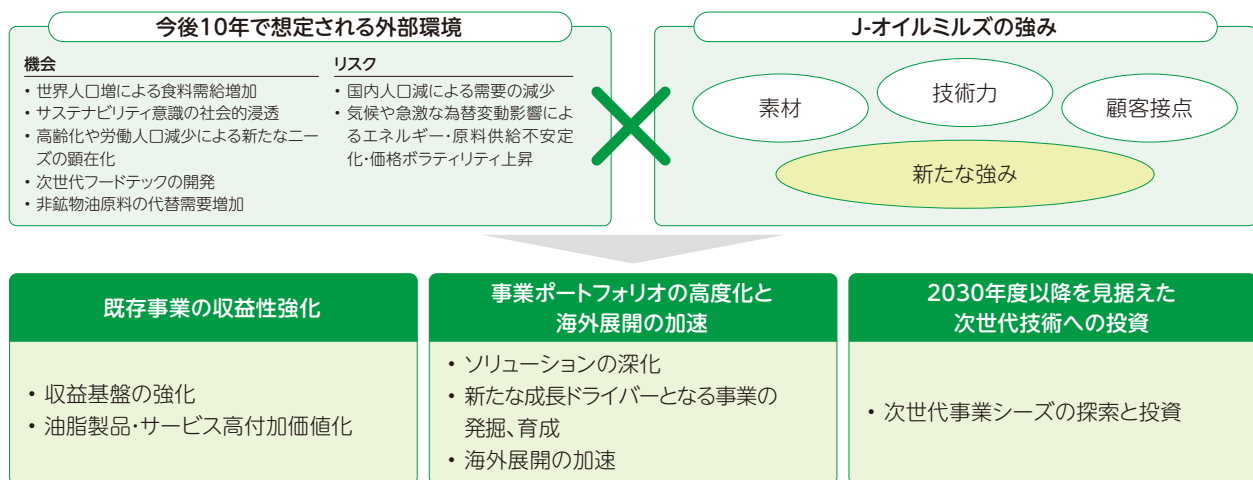 今後10年で想定される外部環境
機会
・世界人口増による食料需給増加
・サステナビリティ意識の社会的浸透
・高齢化や労働人口減少による新たなニー
ズの顕在化
・次世代フードテックの開発
・非鉱物油原料の代替需要増加
リスク
・国内人口減による需要の減少
・気候や急激な為替変動影響によ
るエネルギー・原料供給不安定
化・価格ボラティリティ上昇
J-オイルミルズの強み
素材
技術力
顧客接点
新たな強み
既存事業の収益性強化
・収益基盤の強化
・油脂製品・サービス高付加価値化
事業ポートフォリオの高度化と
海外展開の加速
・ソリューションの深化
・新たな成長ドライバーとなる事業の
発掘、育成
・海外展開の加速
2030年度以降を見据えた
次世代技術への投資
・次世代事業シーズの探索と投資